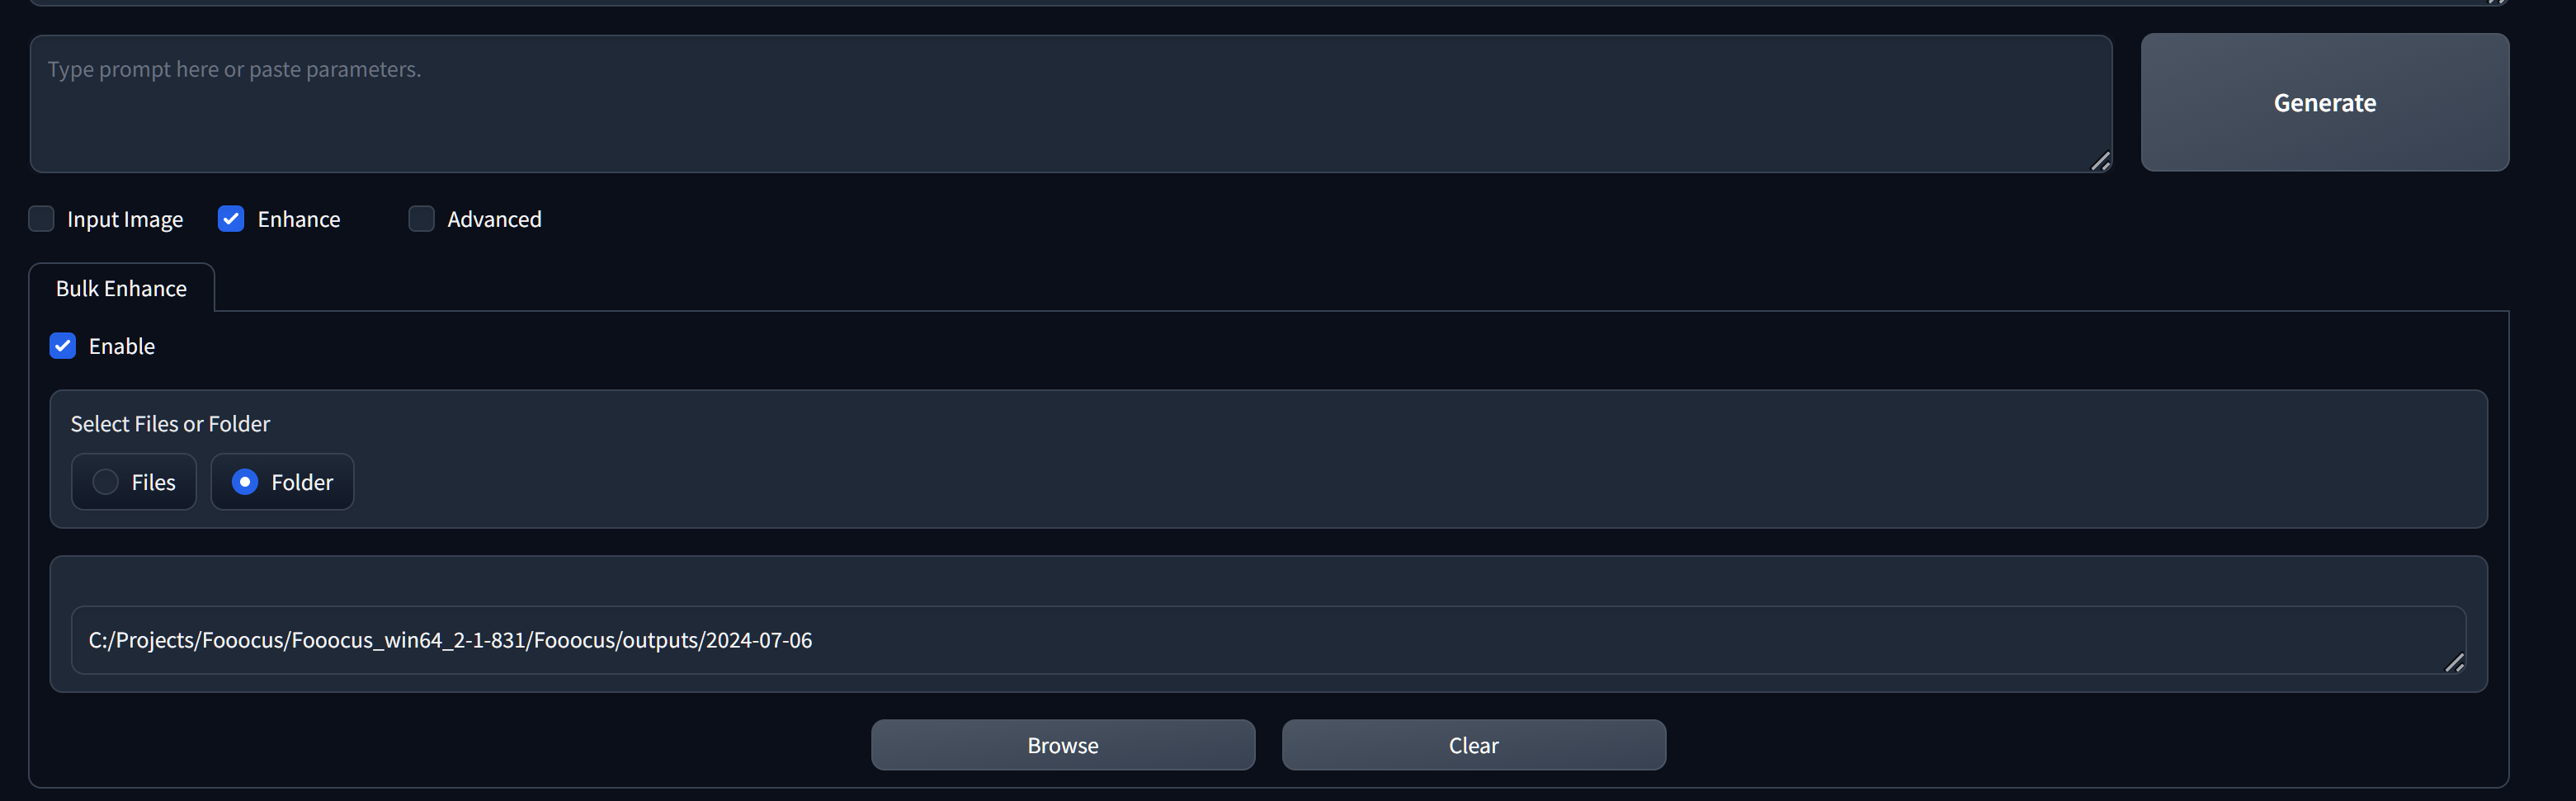 Type prompt here or paste parameters.
Generate
Input Image
Enhance
Advanced
Bulk Enhance
Enable
Select Files or Folder
Files
Folder
C:/Projects/Fooocus/Fooocus_win64_2-1-831/Fooocus/outputs/2024-07-06
Browse
Clear